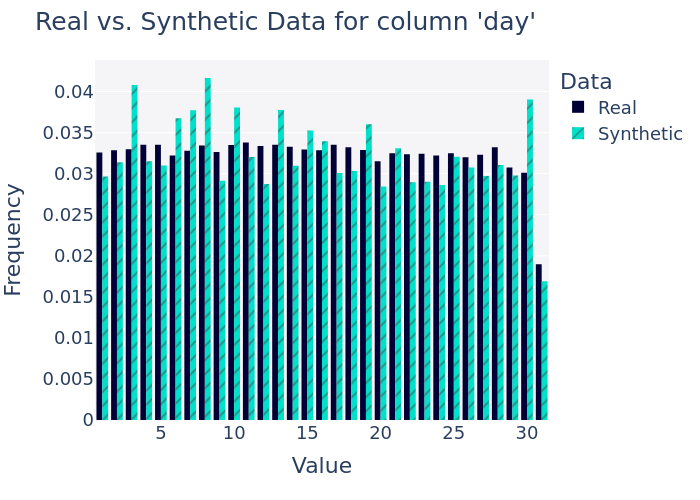 Real vs. Synthetic Data for column 'day'
Data
Real
Synthetic
Frequency
0.04
0.035
0.03
0.025
0.02
0.015
0.01
0.005
0
5 10 15 20 25 30
Value